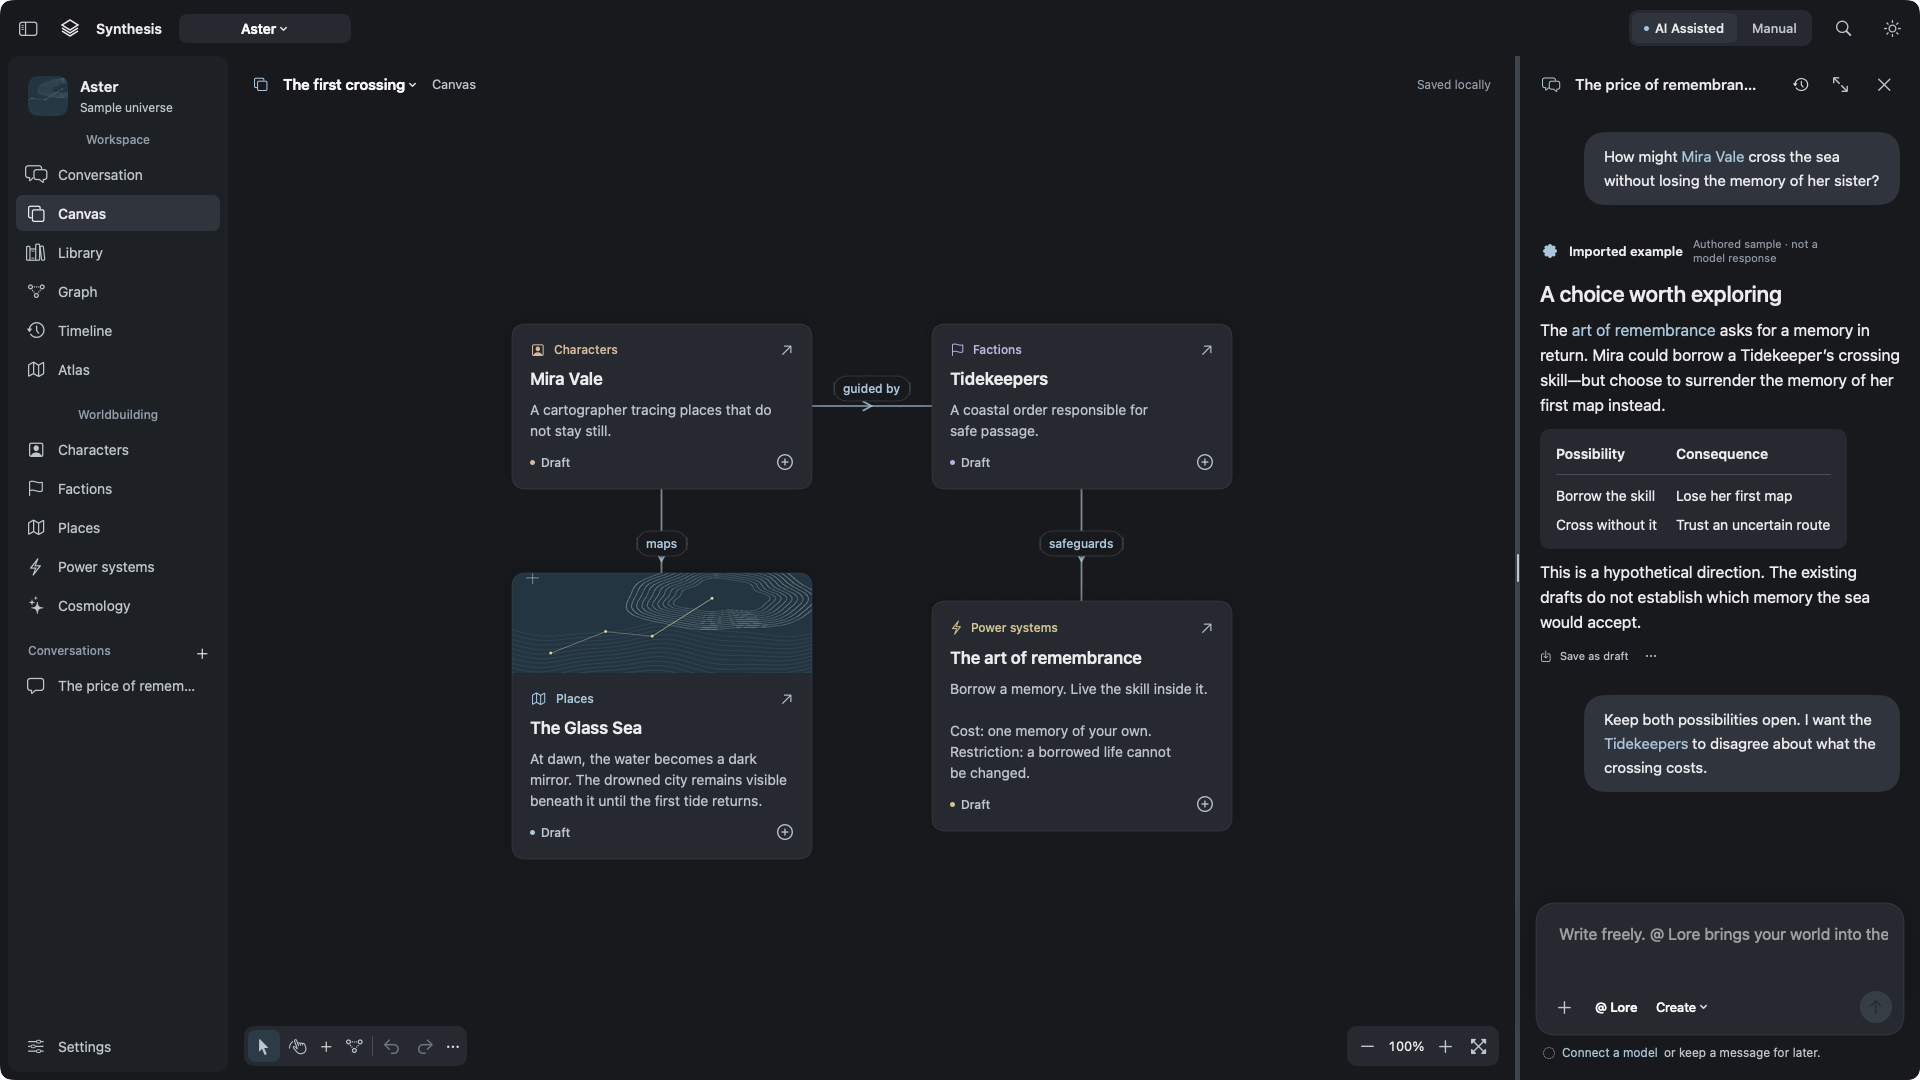 Synthesis
Aster
AI Assisted
Manual
Aster
Sample universe
Workspace
Conversation
Canvas
Library
Graph
Timeline
Atlas
Worldbuilding
Characters
Factions
Places
Power systems
Cosmology
Conversations
The price of remem...
Settings
The first crossing
Canvas
Saved locally
Characters
Mira Vale
A cartographer tracing places that do
not stay still.
Draft
guided by
Factions
Tidekeepers
A coastal order responsible for
safe passage.
Draft
maps
safeguards
Places
The Glass Sea
At dawn, the water becomes a dark
mirror. The drowned city remains visible
beneath it until the first tide returns.
Draft
Power systems
The art of remembrance
Borrow a memory. Live the skill inside it.
Cost: one memory of your own.
Restriction: a borrowed life cannot
be changed.
Draft
100%
The price of remembran...
How might Mira Vale cross the sea
without losing the memory of her sister?
Imported example
Authored sample · not a
model response
A choice worth exploring
The art of remembrance asks for a memory in
return. Mira could borrow a Tidekeeper’s crossing
skill—but choose to surrender the memory of her
first map instead.
Possibility Consequence
Borrow the skill Lose her first map
Cross without it Trust an uncertain route
This is a hypothetical direction. The existing
drafts do not establish which memory the sea
would accept.
Save as draft
Keep both possibilities open. I want the
Tidekeepers to disagree about what the
crossing costs.
Write freely. @ Lore brings your world into the
@ Lore
Create
Connect a model or keep a message for later.